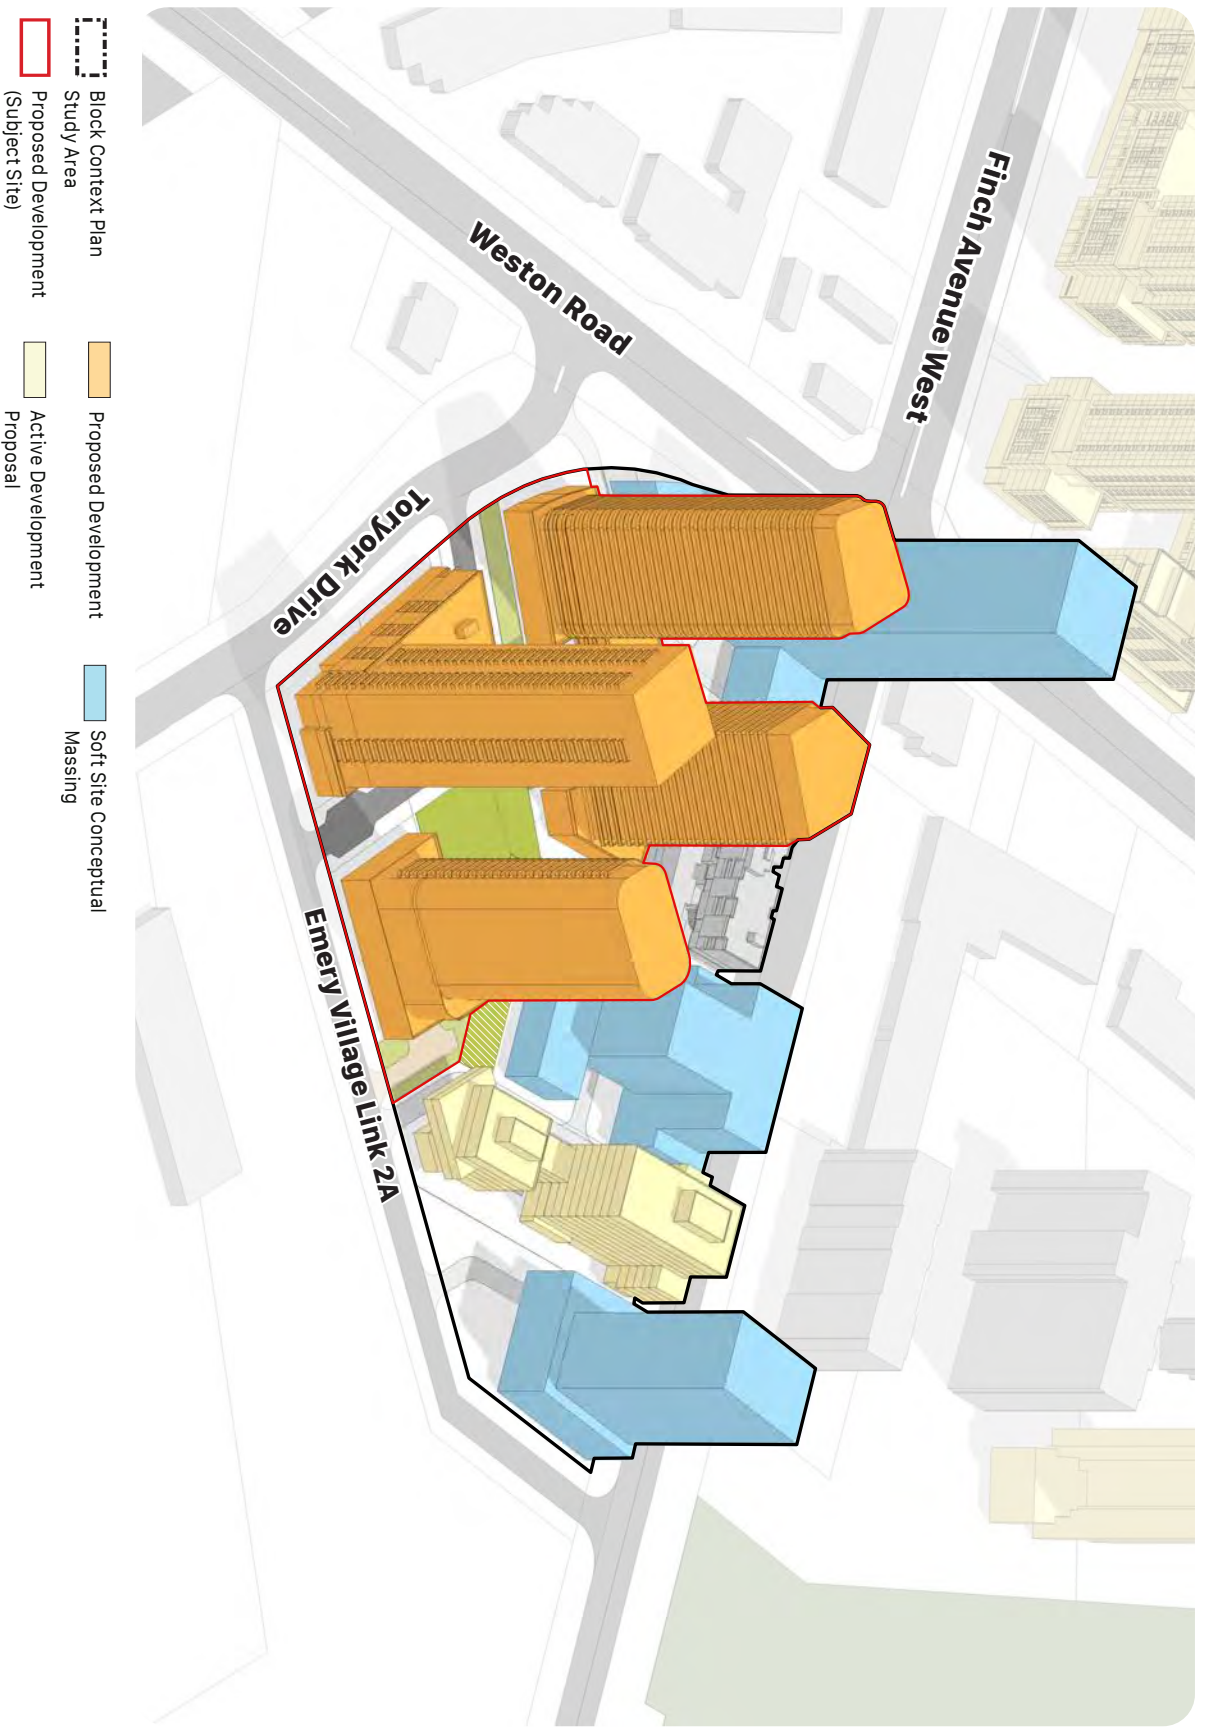 Finch Avenue West
Weston Road
Toryork Drive
Emery Village Link 2A
Block Context Plan
Study Area
Proposed Development
(Subject Site)
Proposed Development
Active Development
Proposal
Soft Site Conceptual
Massing